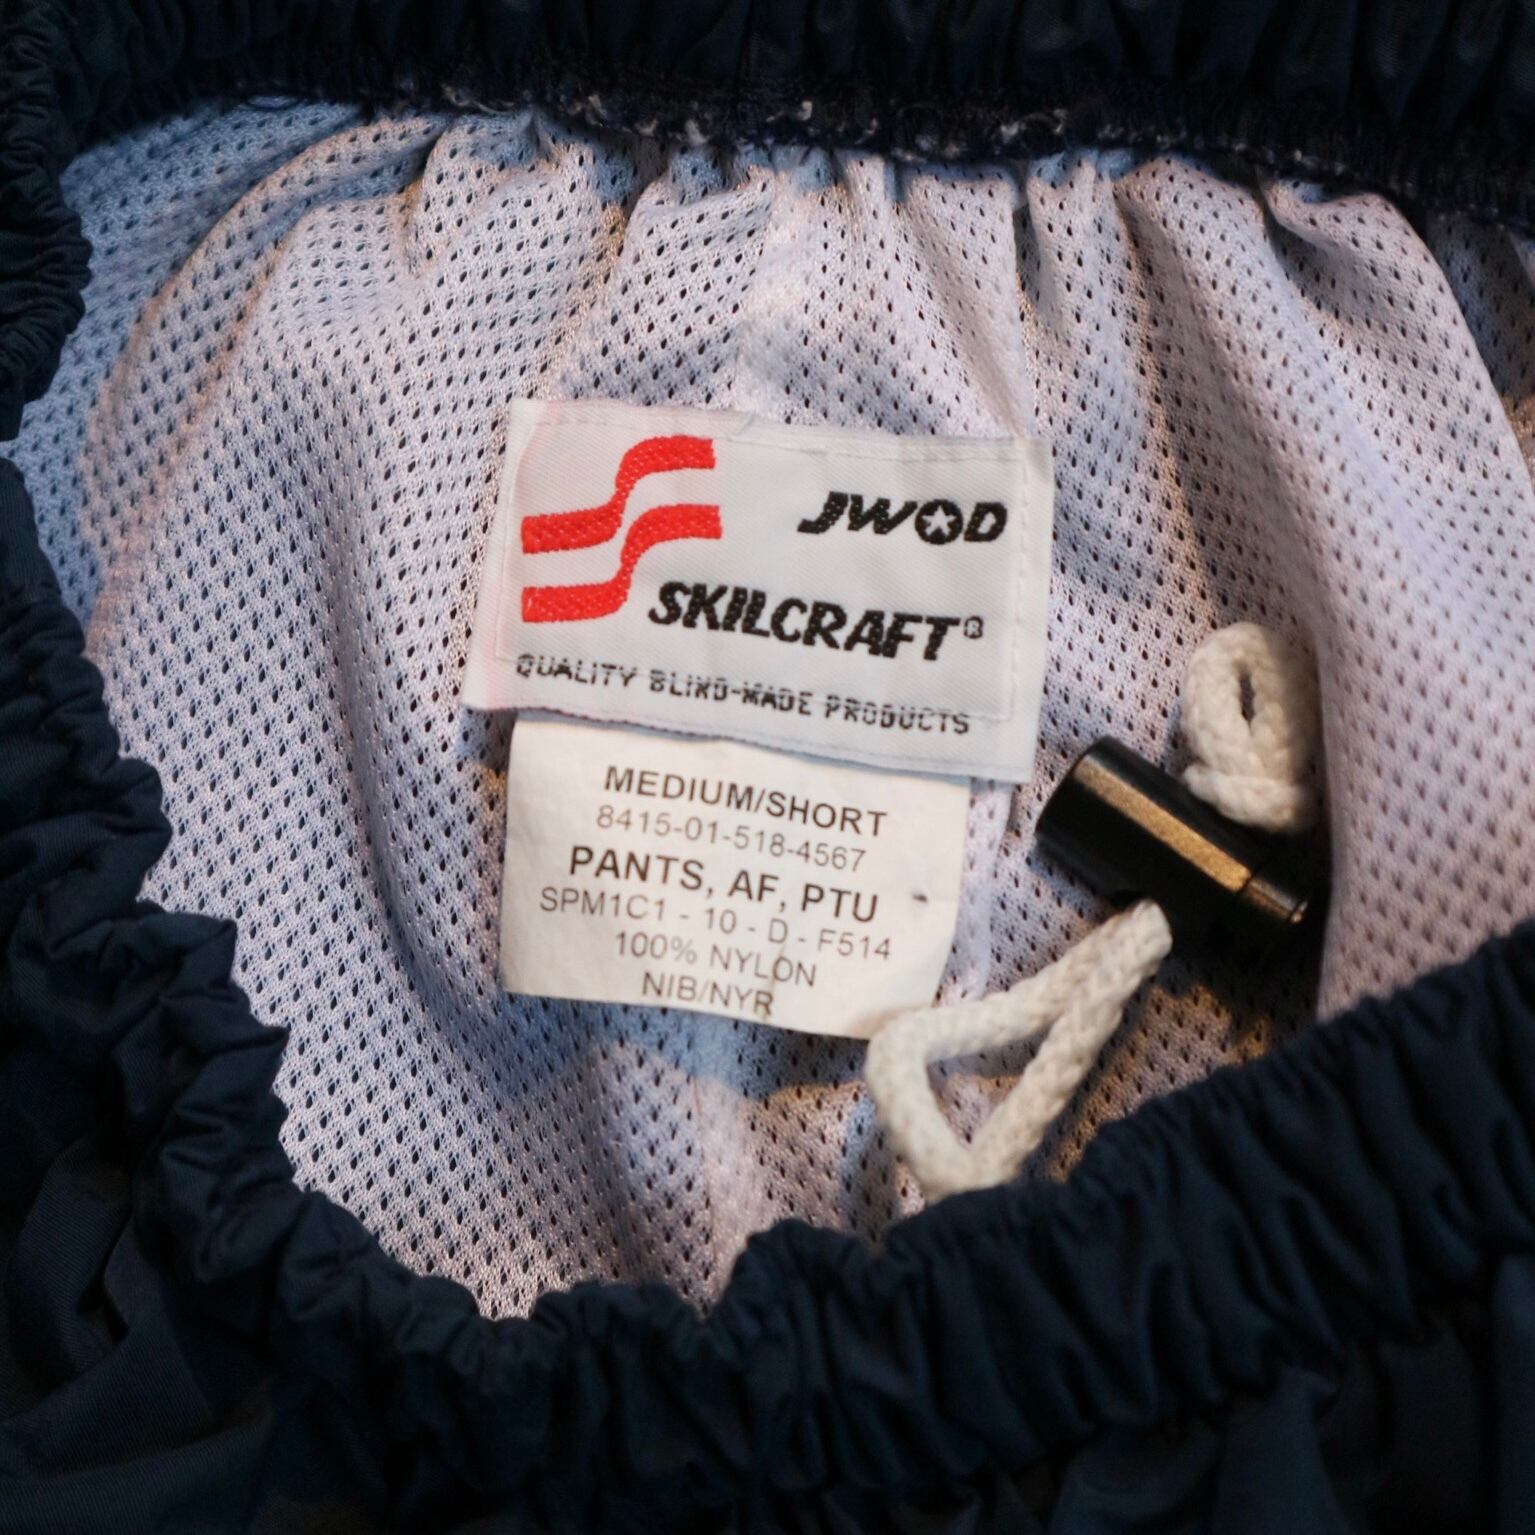 JWOD
SKILCRAFT®
QUALITY BLIND-MADE PRODUCTS
MEDIUM/SHORT
8415-01-518-4567
PANTS, AF, PTU
SPM1C1 - 10 - D - F514
100% NYLON
NIB/NYR